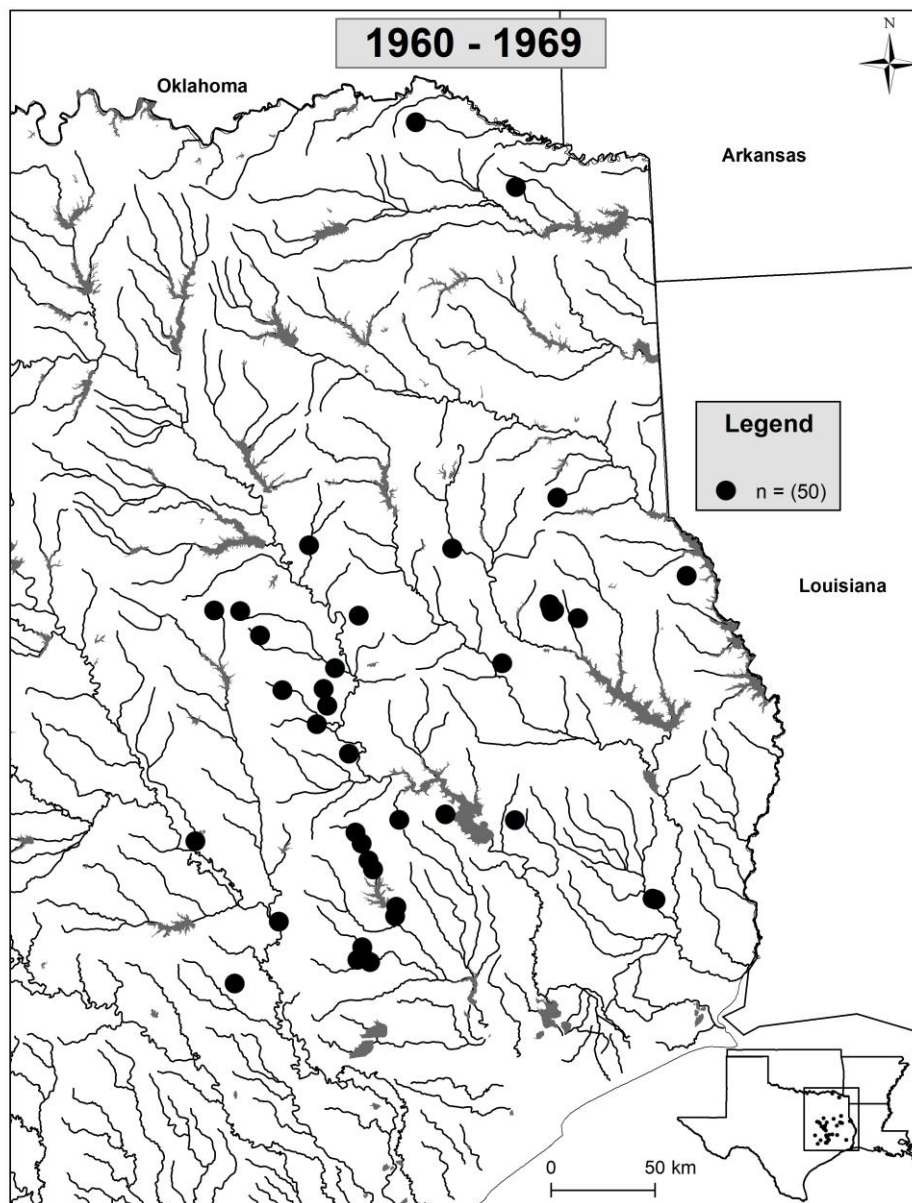 1960 - 1969
N
Oklahoma
Arkansas
Legend
n = (50)
Louisiana
0 50 km